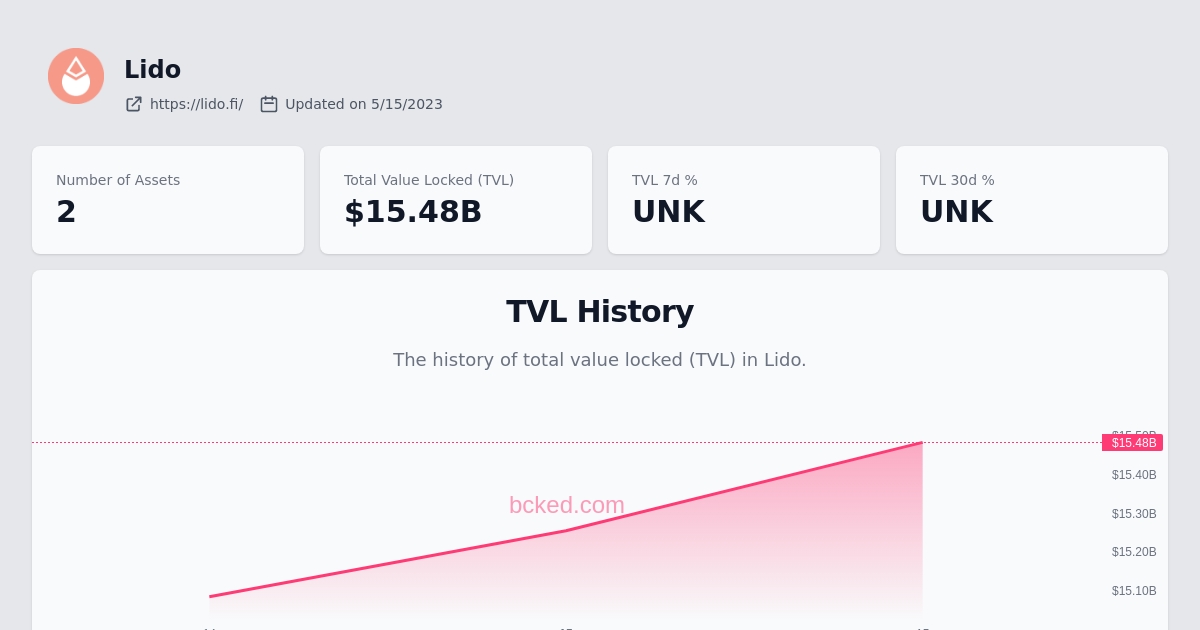 Lido
https://lido.fi/ Updated on 5/15/2023
Number of Assets
2
Total Value Locked (TVL)
$15.48B
TVL 7d %
UNK
TVL 30d %
UNK
TVL History
The history of total value locked (TVL) in Lido.
$15.48B
$15.40B
bcked.com
$15.30B
$15.20B
$15.10B